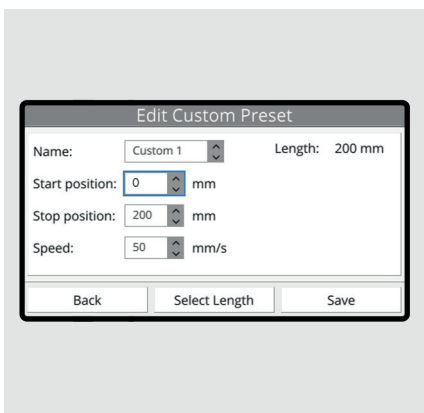 Edit Custom Preset
Name: Custom 1 Length: 200 mm
Start position: 0 mm
Stop position: 200 mm
Speed: 50 mm/s
Back Select Length Save